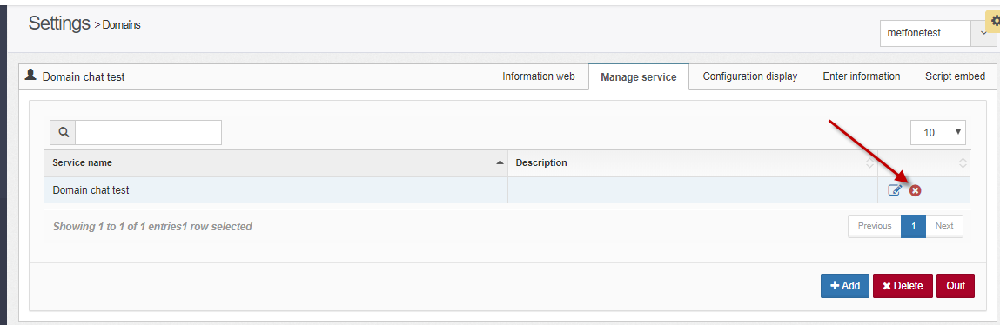 Settings > Domains
metfonetest
Domain chat test
Information web
Manage service
Configuration display
Enter information
Script embed
10
Service name
Description
Domain chat test
Showing 1 to 1 of 1 entries1 row selected
Previous
1
Next
Add
Delete
Quit